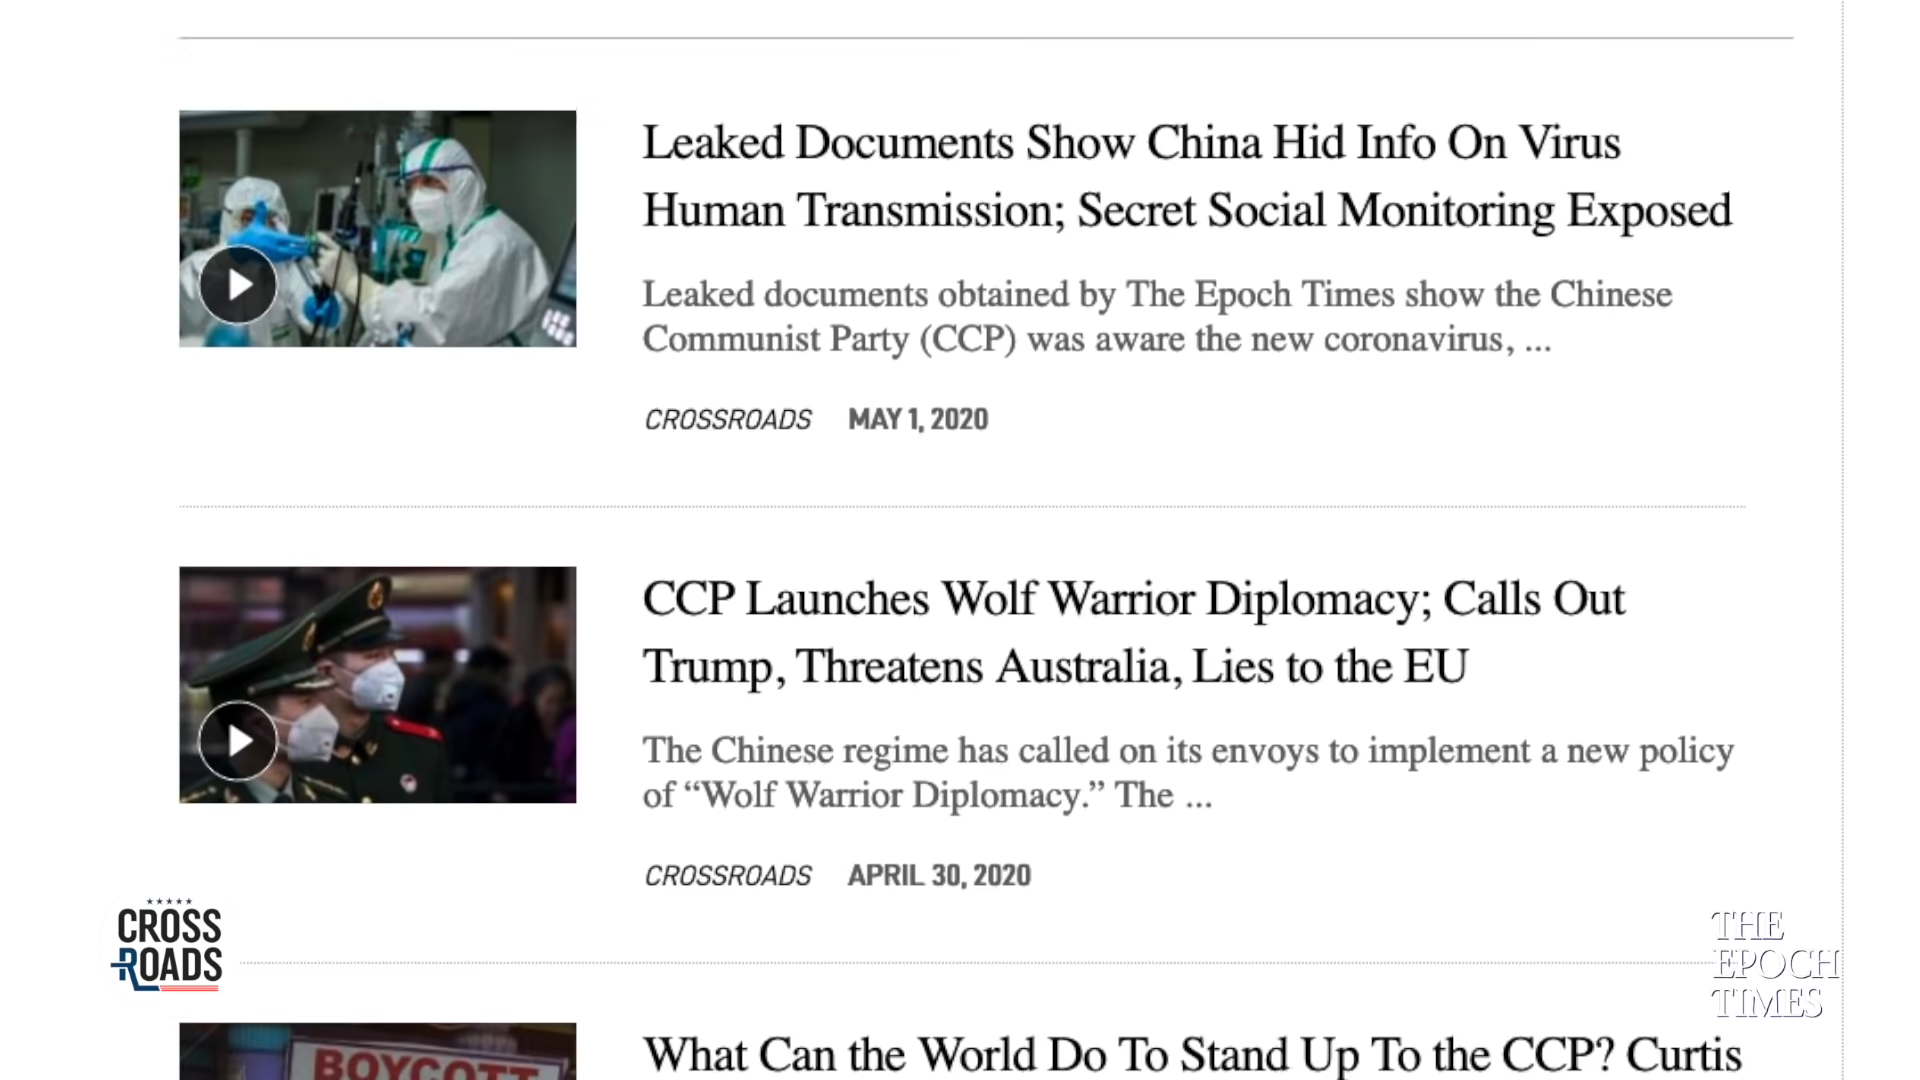 Leaked Documents Show China Hid Info On Virus
Human Transmission; Secret Social Monitoring Exposed
Leaked documents obtained by The Epoch Times show the Chinese
Communist Party (CCP) was aware the new coronavirus, ...
CROSSROADS MAY 1, 2020
CCP Launches Wolf Warrior Diplomacy; Calls Out
Trump, Threatens Australia, Lies to the EU
The Chinese regime has called on its envoys to implement a new policy
of “Wolf Warrior Diplomacy.” The ...
CROSSROADS APRIL 30, 2020
CROSS
ROADS
THE
EPOCH
TIMES
BOYCOTT
What Can the World Do To Stand Up To the CCP? Curtis